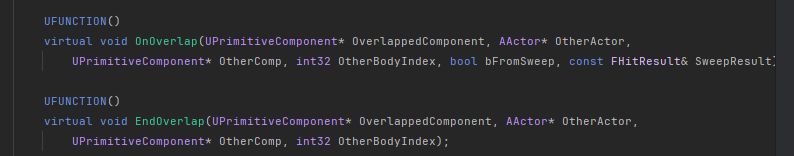 UFUNCTION()
virtual void OnOverlap(UPrimitiveComponent* OverlappedComponent, AActor* OtherActor,
UPrimitiveComponent* OtherComp, int32 OtherBodyIndex, bool bFromSweep, const FHitResult& SweepResult)
UFUNCTION()
virtual void EndOverlap(UPrimitiveComponent* OverlappedComponent, AActor* OtherActor,
UPrimitiveComponent* OtherComp, int32 OtherBodyIndex);